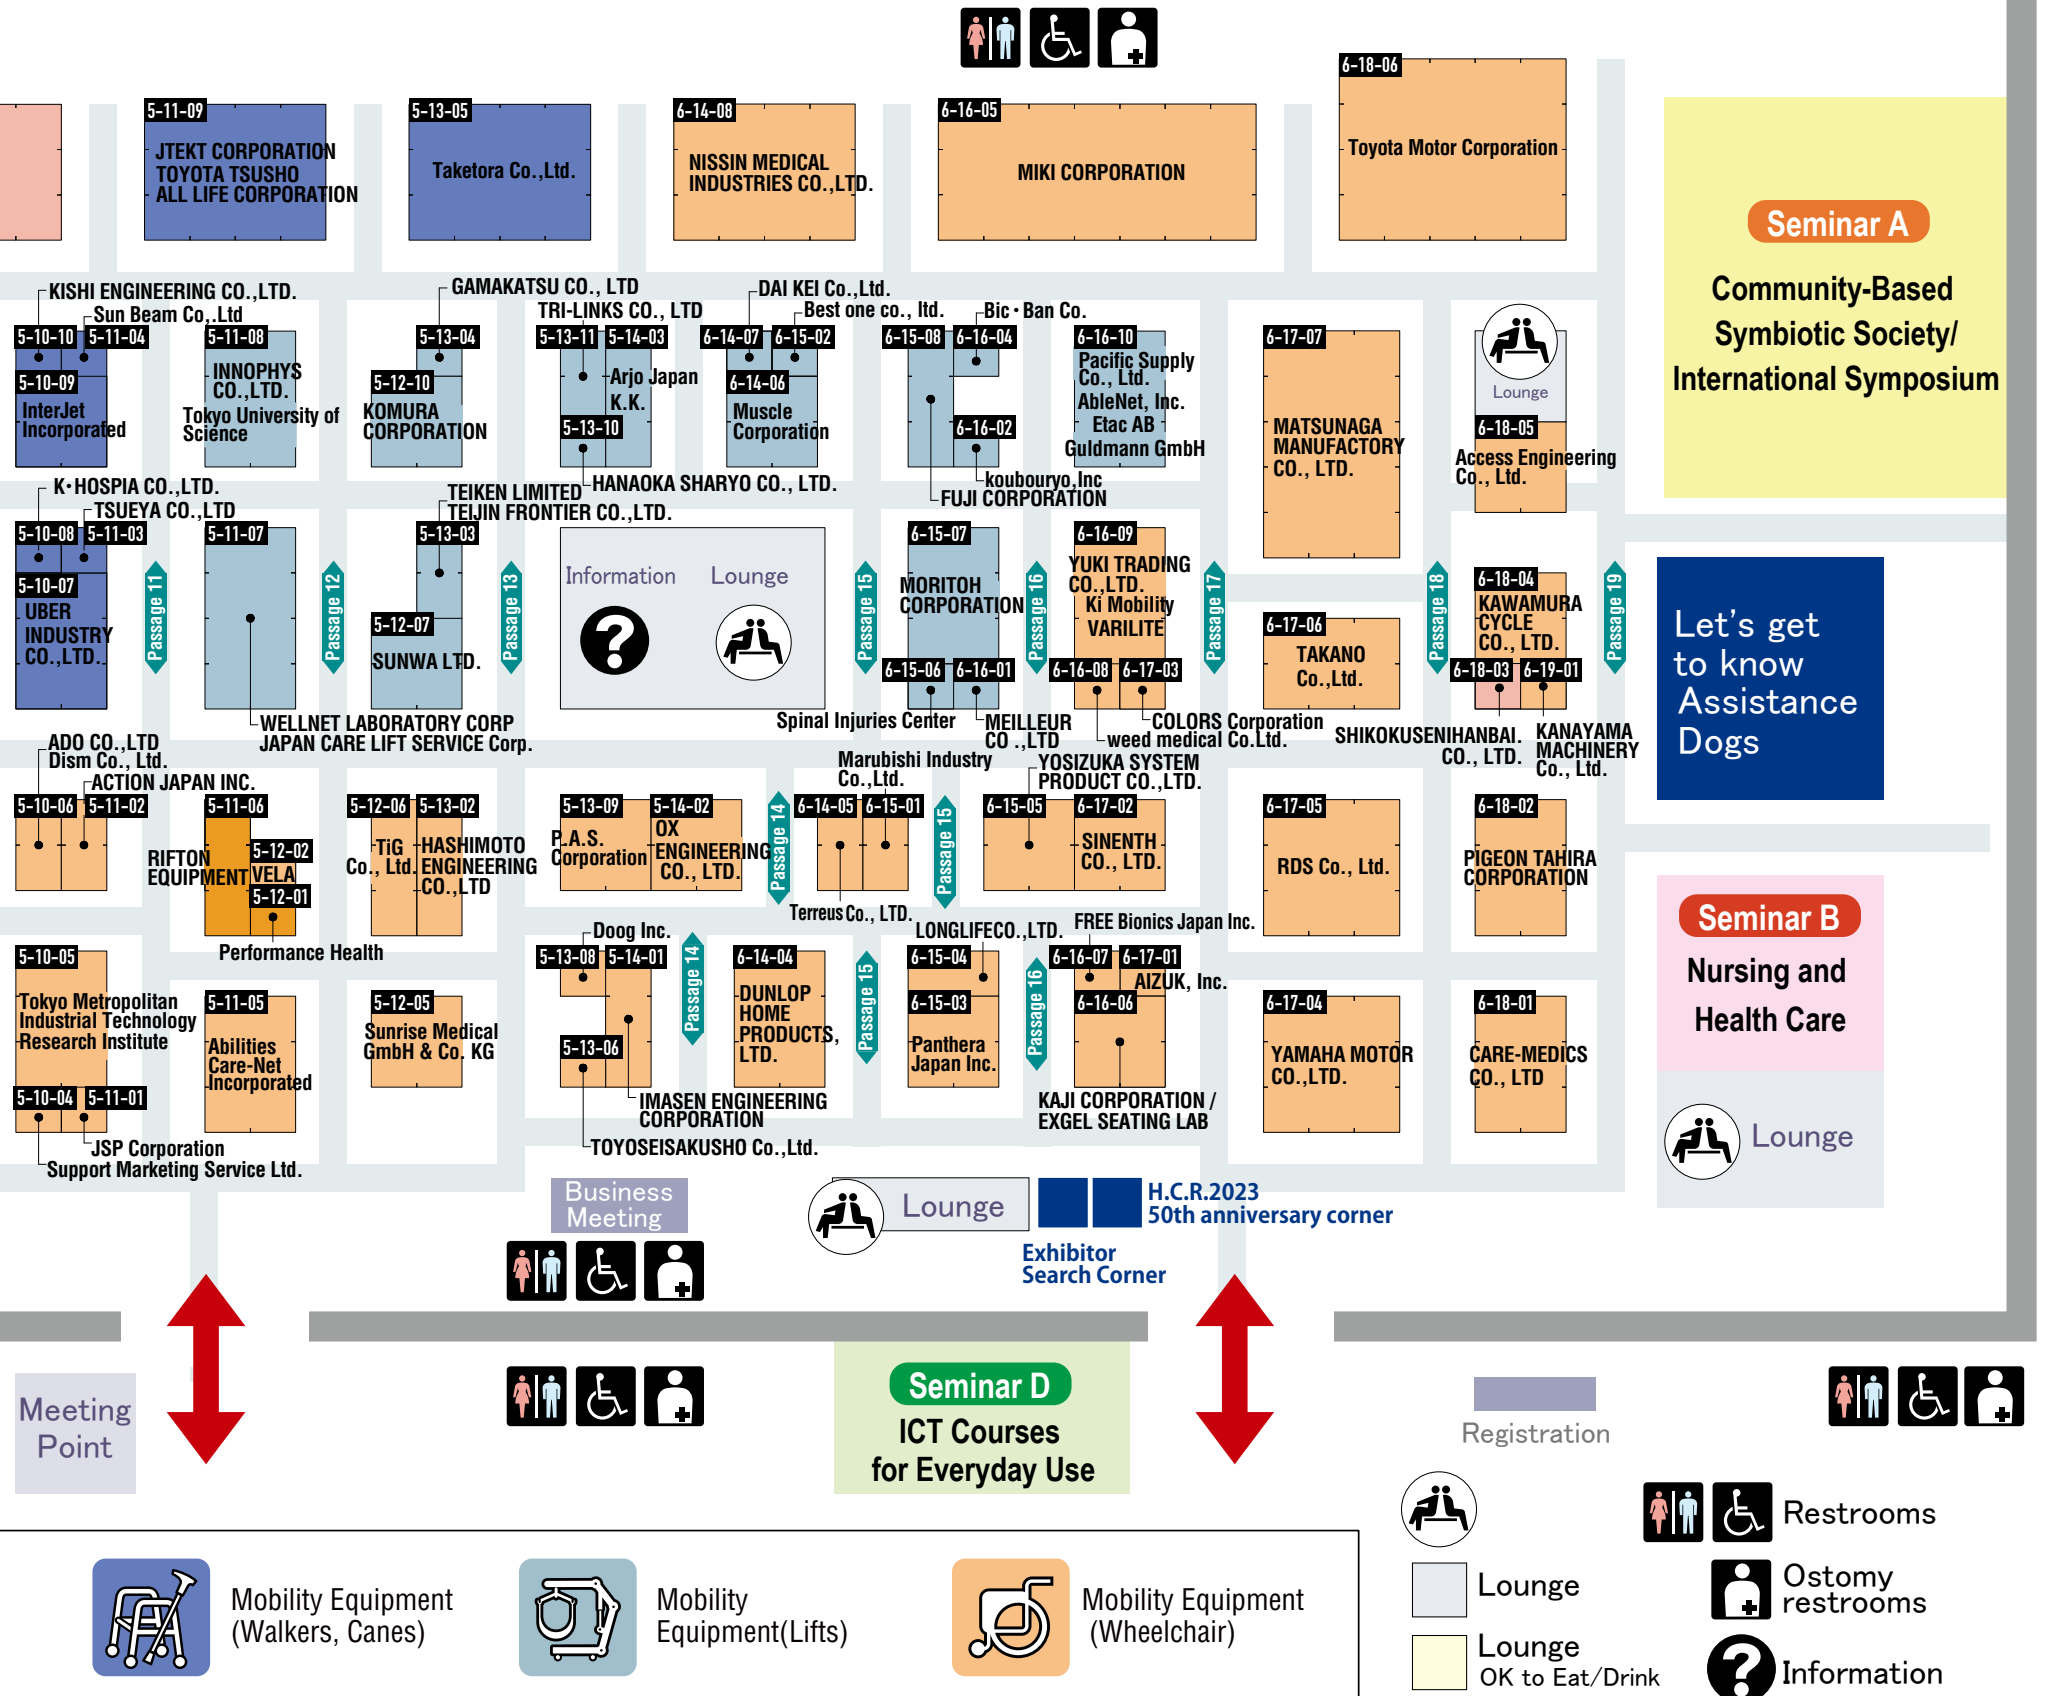 6-18-06
Toyota Motor Corporation
5-11-09
JTEKT CORPORATION
TOYOTA TSUSHO
ALL LIFE CORPORATION
5-13-05
Taketora Co.,Ltd.
6-14-08
NISSIN MEDICAL
INDUSTRIES CO.,LTD.
6-16-05
MIKI CORPORATION
Seminar A
Community-Based
Symbiotic Society/
International Symposium
KISHI ENGINEERING CO.,LTD.
Sun Beam Co,.Ltd
5-10-10
5-11-04
5-10-09
InterJet
Incorporated
5-11-08
INNOPHYS
CO.,LTD.
Tokyo University of
Science
GAMAKATSU CO., LTD
5-13-04
5-12-10
KOMURA
CORPORATION
TRI-LINKS CO., LTD
5-13-11
5-14-03
Arjo Japan
K.K.
5-13-10
HANAOKA SHARYO CO., LTD.
DAI KEI Co.,Ltd.
Best one co., ltd.
6-14-07
6-15-02
6-14-06
Muscle
Corporation
Bic・Ban Co.
6-15-08
6-16-04
6-16-02
koubouryo,Inc
FUJI CORPORATION
6-16-10
Pacific Supply
Co., Ltd.
AbleNet, Inc.
Etac AB
Guldmann GmbH
6-17-07
MATSUNAGA
MANUFACTORY
CO., LTD.
Lounge
6-18-05
Access Engineering
Co., Ltd.
K・HOSPIA CO.,LTD.
TSUEYA CO.,LTD
5-10-08
5-11-03
5-10-07
UBER
INDUSTRY
CO.,LTD.
Passage 11
5-11-07
WELLNET LABORATORY CORP
JAPAN CARE LIFT SERVICE Corp.
Passage 12
TEIKEN LIMITED
TEIJIN FRONTIER CO.,LTD.
5-13-03
5-12-07
SUNWA LTD.
Passage 13
Information
Lounge
Passage 15
6-15-07
MORITOH
CORPORATION
6-15-06
6-16-01
Spinal Injuries Center
MEILLEUR
CO .,LTD
Passage 16
6-16-09
YUKI TRADING
CO.,LTD.
Ki Mobility
VARILITE
6-16-08
6-17-03
COLORS Corporation
weed medical Co.Ltd.
Passage 17
6-17-06
TAKANO
Co.,Ltd.
Passage 18
6-18-04
KAWAMURA
CYCLE
CO., LTD.
6-18-03
6-19-01
SHIKOKUSENIHANBAI.
CO., LTD.
KANAYAMA
MACHINERY
Co., Ltd.
Passage 19
Let's get
to know
Assistance
Dogs
ADO CO.,LTD
Dism Co., Ltd.
ACTION JAPAN INC.
5-10-06
5-11-02
5-11-06
RIFTON
EQUIPMENT
5-12-02
VELA
5-12-01
Performance Health
5-12-06
TiG
Co., Ltd.
5-13-02
HASHIMOTO
ENGINEERING
CO.,LTD
5-13-09
P.A.S.
Corporation
5-14-02
OX
ENGINEERING
CO., LTD.
Passage 14
Marubishi Industry
Co.,Ltd.
6-14-05
6-15-01
Terreus Co., LTD.
Passage 15
YOSIZUKA SYSTEM
PRODUCT CO.,LTD.
6-15-05
6-17-02
SINENTH
CO., LTD.
6-17-05
RDS Co., Ltd.
6-18-02
PIGEON TAHIRA
CORPORATION
Seminar B
Nursing and
Health Care
Lounge
5-10-05
Tokyo Metropolitan
Industrial Technology
Research Institute
5-10-04
5-11-01
JSP Corporation
Support Marketing Service Ltd.
5-11-05
Abilities
Care-Net
Incorporated
5-12-05
Sunrise Medical
GmbH & Co. KG
Doog Inc.
5-13-08
5-14-01
5-13-06
IMASEN ENGINEERING
CORPORATION
TOYOSEISAKUSHO Co.,Ltd.
Passage 14
6-14-04
DUNLOP
HOME
PRODUCTS,
LTD.
Passage 15
LONGLIFECO.,LTD.
6-15-04
6-15-03
Panthera
Japan Inc.
Passage 16
FREE Bionics Japan Inc.
6-16-07
6-17-01
AIZUK, Inc.
6-16-06
KAJI CORPORATION /
EXGEL SEATING LAB
6-17-04
YAMAHA MOTOR
CO.,LTD.
6-18-01
CARE-MEDICS
CO., LTD
Business
Meeting
Lounge
H.C.R.2023
50th anniversary corner
Exhibitor
Search Corner
Meeting
Point
Seminar D
ICT Courses
for Everyday Use
Registration
Restrooms
Lounge
Ostomy
restrooms
Lounge
OK to Eat/Drink
Information
Mobility Equipment
(Walkers, Canes)
Mobility
Equipment(Lifts)
Mobility Equipment
(Wheelchair)